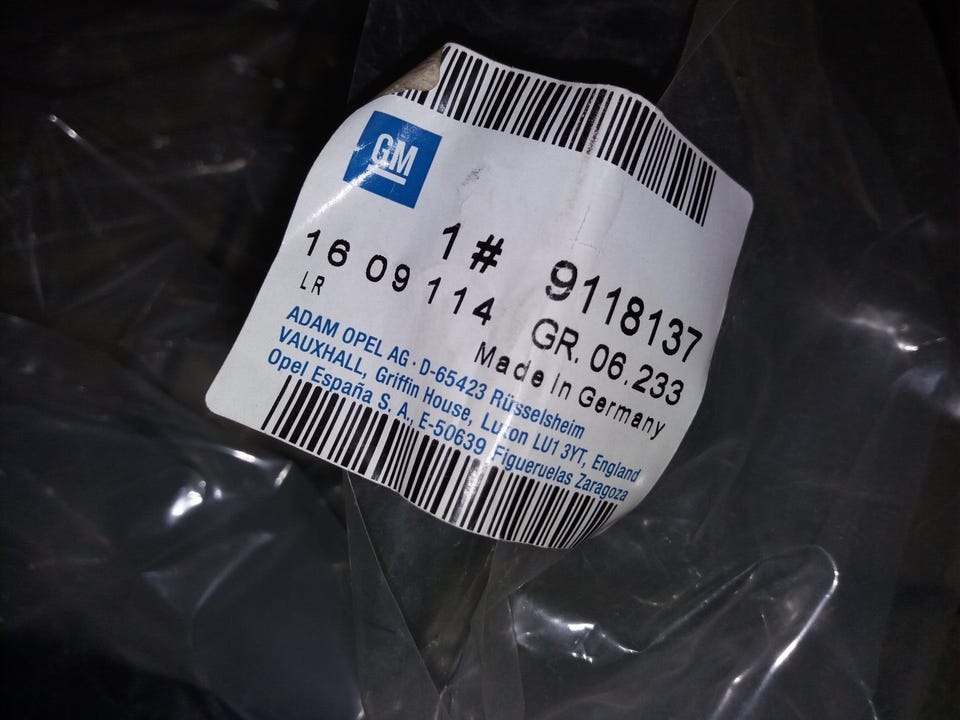 GM
1# 9118137
16 09 114 GR. 06.233
LR Made In Germany
ADAM OPEL AG · D-65423 Rüsselsheim
VAUXHALL, Griffin House, Luton LU1 3YT, England
Opel España S. A., E-50639 Figueruelas Zaragoza